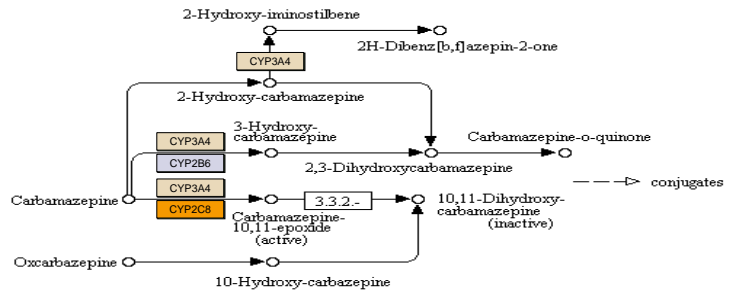 2-Hydroxy-iminostilbene
2H-Dibenz[b,f]azepin-2-one
CYP3A4
2-Hydroxy-carbamazepine
3-Hydroxy-
carbamazepine
CYP3A4
CYP2B6
Carbamazepine-o-quinone
2,3-Dihydroxycarbamazepine
conjugates
CYP3A4
Carbamazepine
3.3.2.-
CYP2C8
Carbamazepine-
10,11-epoxide
(active)
10,11-Dihydroxy-
carbamazepine
(inactive)
Oxcarbazepine
10-Hydroxy-carbazepine